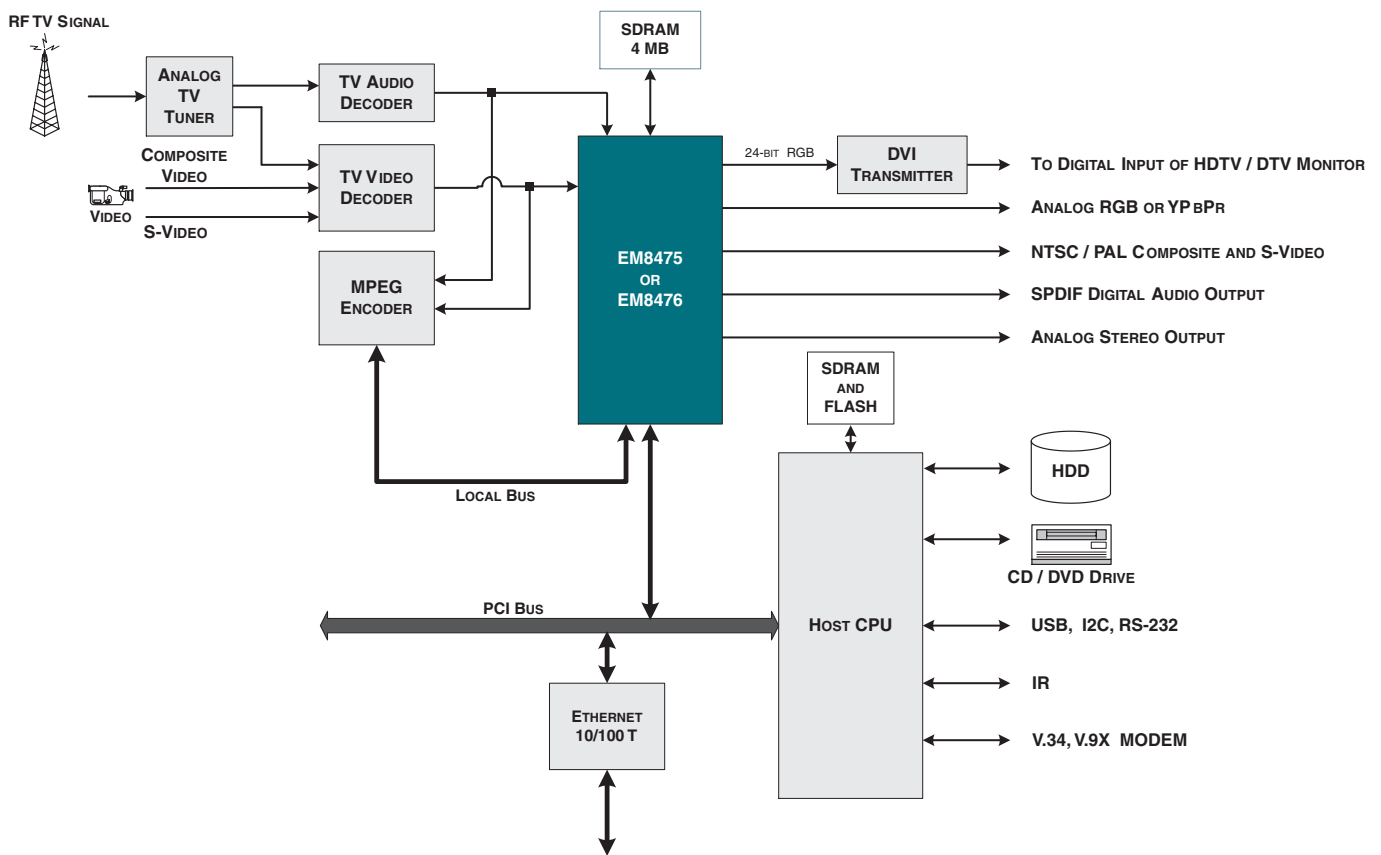 RF TV SIGNAL
SDRAM
4 MB
ANALOG
TV
TUNER
TV AUDIO
DECODER
COMPOSITE
VIDEO
TV VIDEO
DECODER
VIDEO
S-VIDEO
MPEG
ENCODER
EM8475
OR
EM8476
24-BIT RGB
DVI
TRANSMITTER
TO DIGITAL INPUT OF HDTV / DTV MONITOR
ANALOG RGB OR YPBPR
NTSC / PAL COMPOSITE AND S-VIDEO
SPDIF DIGITAL AUDIO OUTPUT
ANALOG STEREO OUTPUT
SDRAM
AND
FLASH
LOCAL BUS
HDD
CD / DVD DRIVE
PCI BUS
HOST CPU
USB, I2C, RS-232
IR
ETHERNET
10/100 T
V.34, V.9X MODEM